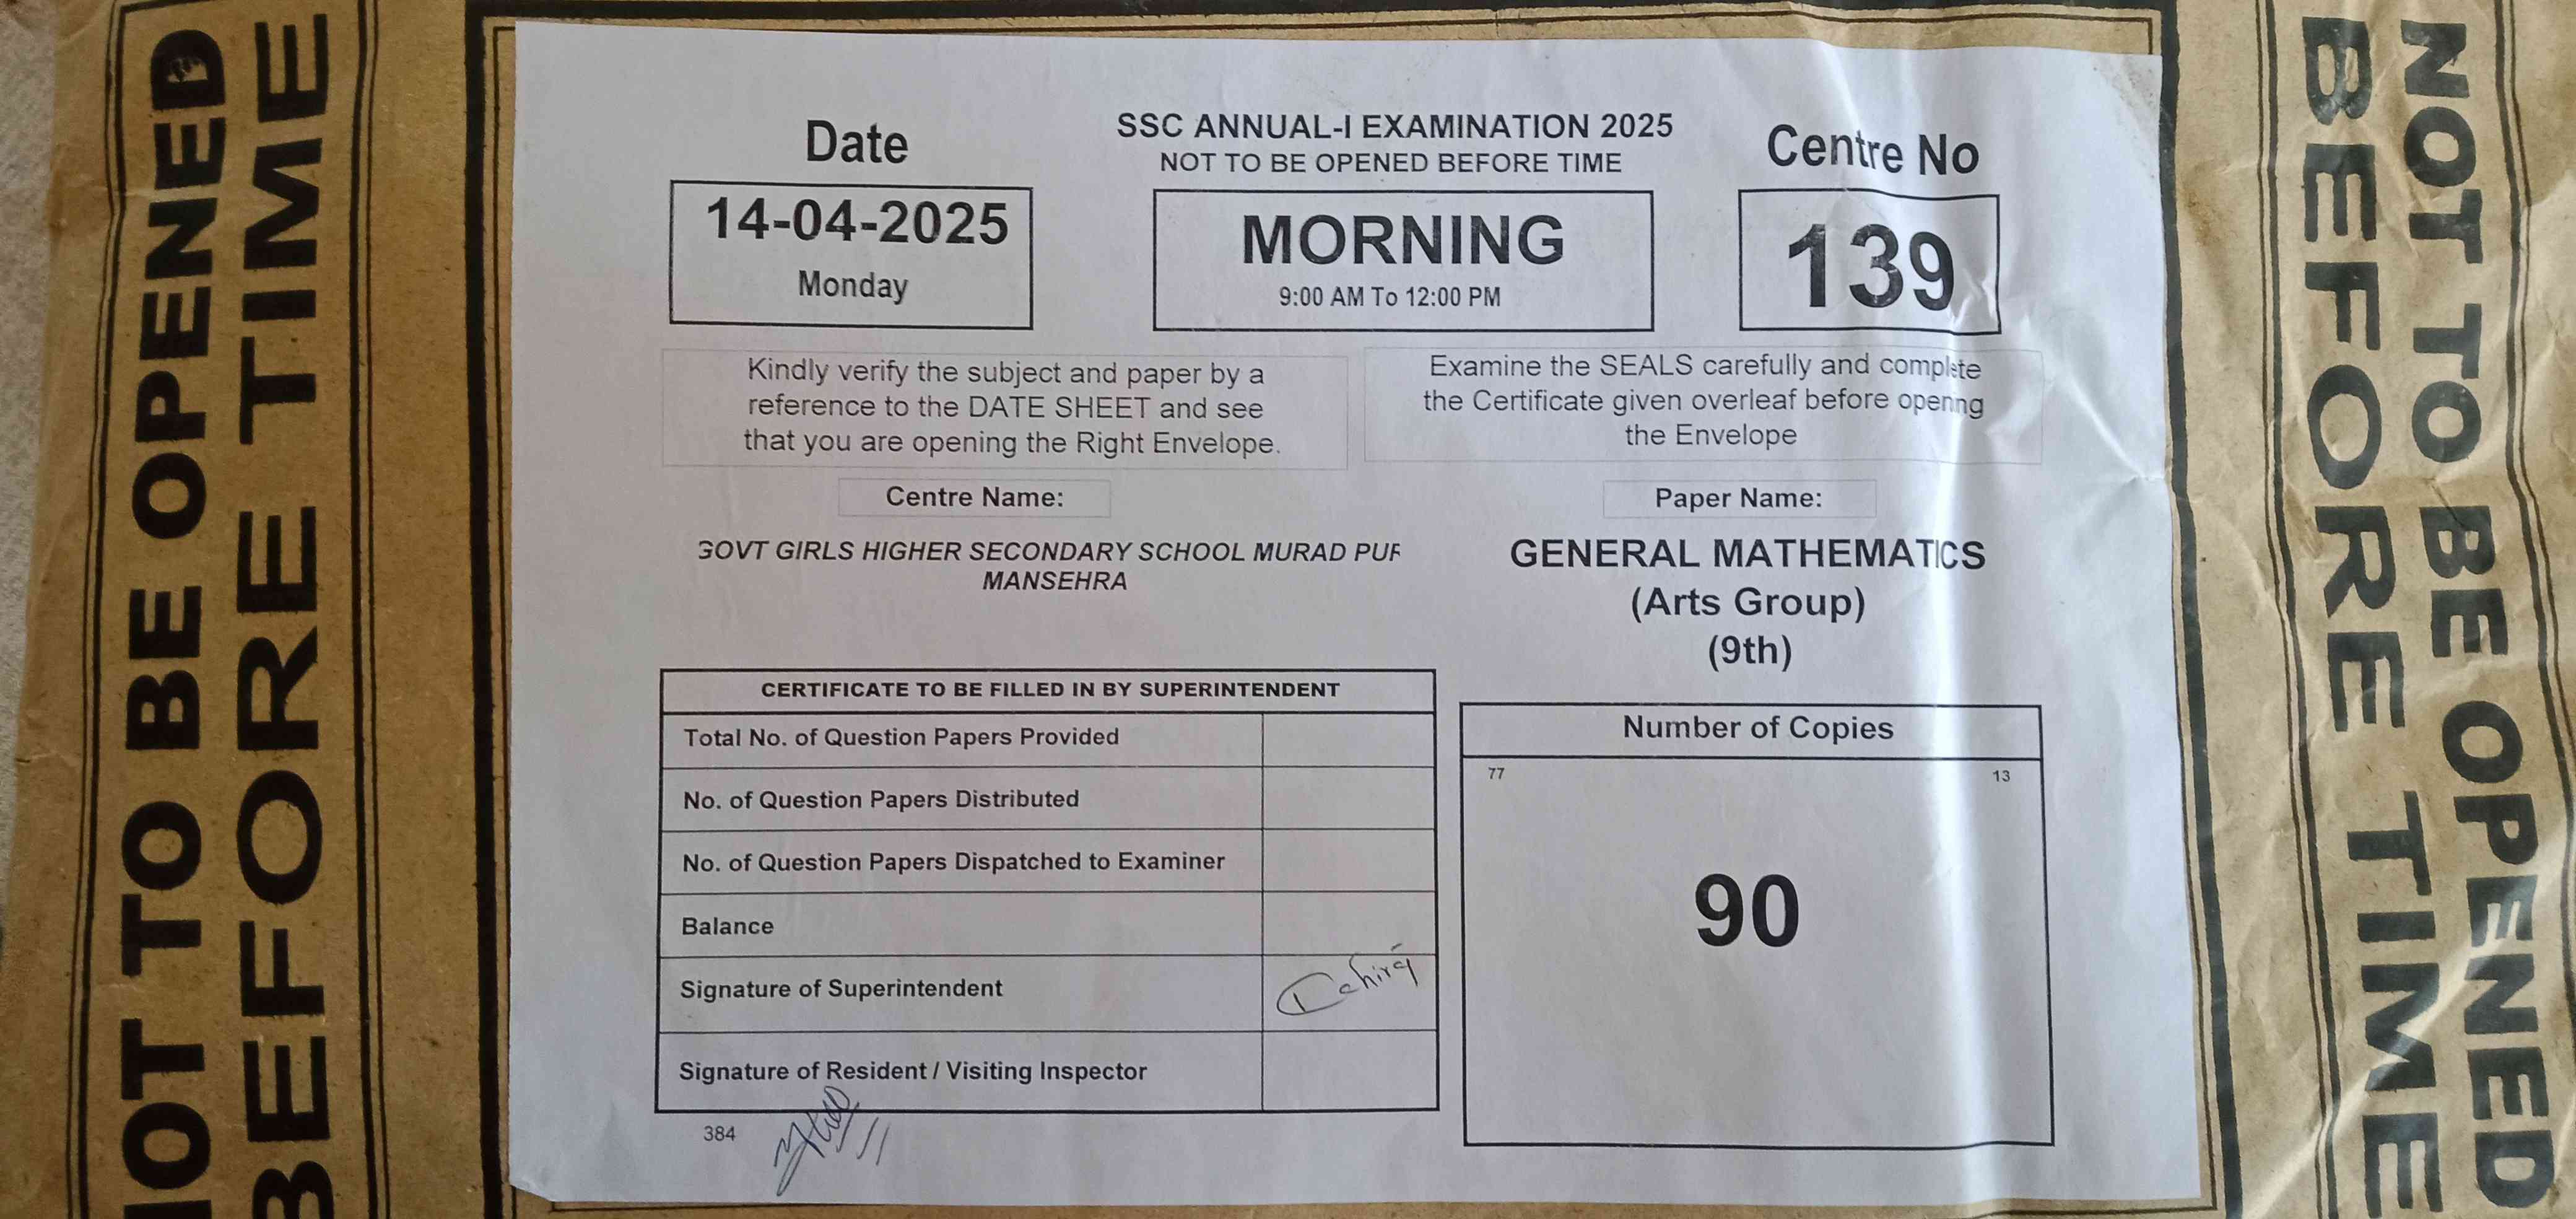 NOT TO BE OPENED
BEFORE TIME
Date
14-04-2025
Monday
SSC ANNUAL-I EXAMINATION 2025
NOT TO BE OPENED BEFORE TIME
MORNING
9:00 AM To 12:00 PM
Centre No
139
Kindly verify the subject and paper by a
reference to the DATE SHEET and see
that you are opening the Right Envelope.
Examine the SEALS carefully and complete
the Certificate given overleaf before openng
the Envelope
Centre Name:
GOVT GIRLS HIGHER SECONDARY SCHOOL MURAD PUR
MANSEHRA
Paper Name:
GENERAL MATHEMATICS
(Arts Group)
(9th)
CERTIFICATE TO BE FILLED IN BY SUPERINTENDENT
Total No. of Question Papers Provided
No. of Question Papers Distributed
No. of Question Papers Dispatched to Examiner
Balance
Signature of Superintendent
Signature of Resident / Visiting Inspector
384
Number of Copies
77 13
90
NOT TO BE OPENED
BEFORE TIME